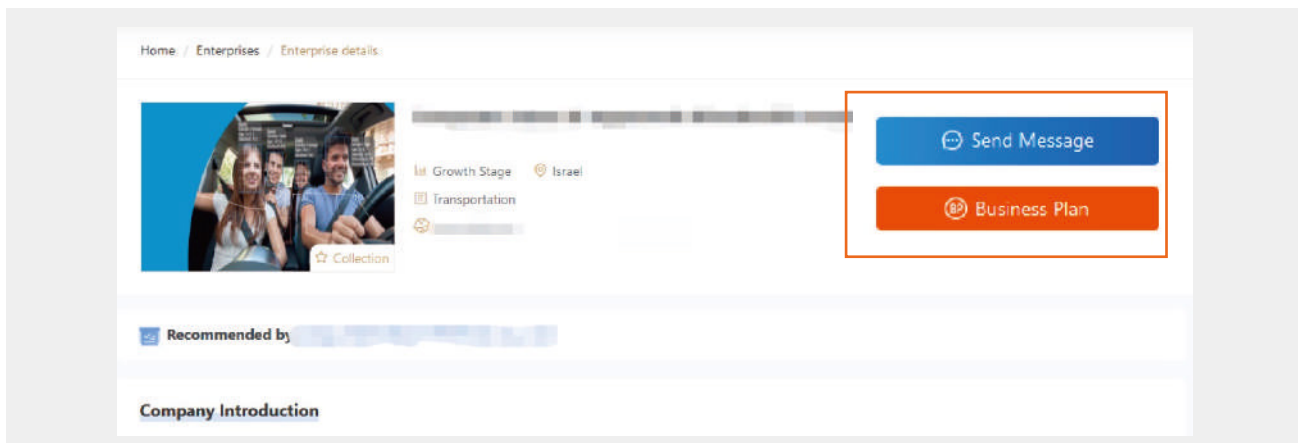 Home / Enterprises / Enterprise details
Send Message
Growth Stage
Israel
Transportation
Business Plan
Collection
Recommended by
Company Introduction